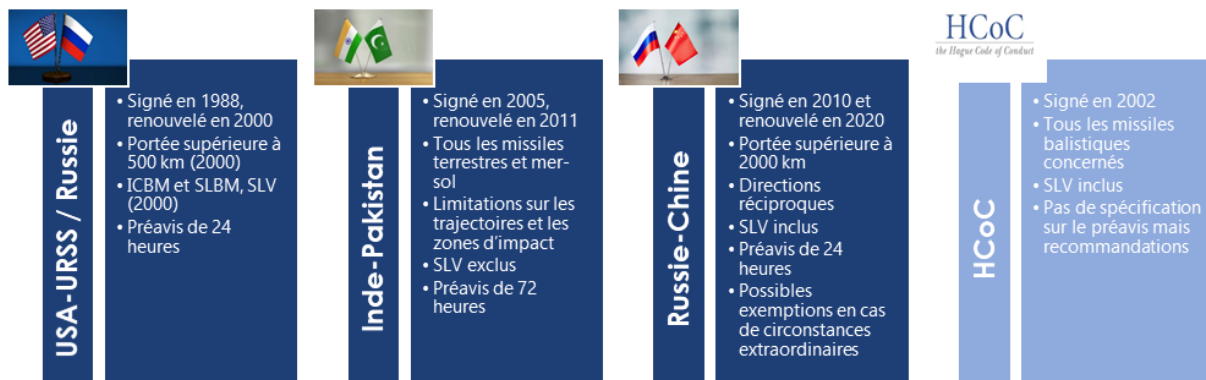 HCoC
the Hague Code of Conduct
USA-URSS / Russie
• Signé en 1988,
renouvelé en 2000
• Portée supérieure à
500 km (2000)
• ICBM et SLBM, SLV
(2000)
• Préavis de 24
heures
Inde-Pakistan
• Signé en 2005,
renouvelé en 2011
• Tous les missiles
terrestres et mer-
sol
• Limitations sur les
trajectoires et les
zones d’impact
• SLV exclus
• Préavis de 72
heures
Russie-Chine
• Signé en 2010 et
renouvelé en 2020
• Portée supérieure à
2000 km
• Directions
réciproques
• SLV inclus
• Préavis de 24
heures
• Possibles
exemptions en cas
de circonstances
extraordinaires
HCoC
• Signé en 2002
• Tous les missiles
balistiques
concernés
• SLV inclus
• Pas de spécification
sur le préavis mais
recommandations